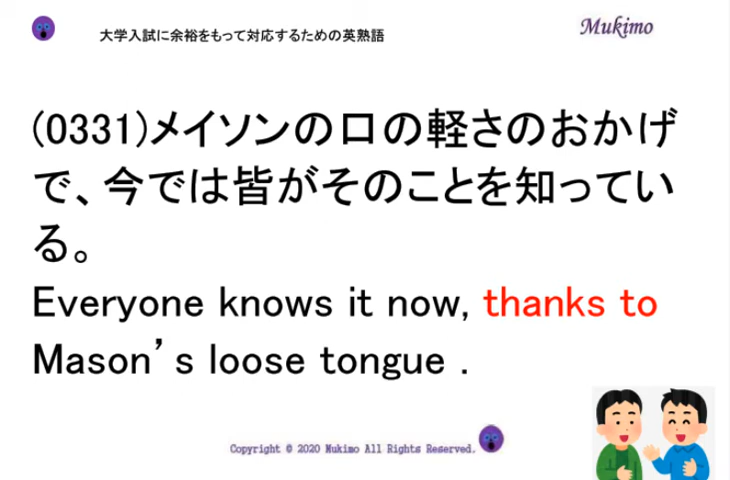 大学入試に余裕をもって対応するための英熟語
Mukimo
(0331)メイソンの口の軽さのおかげ
で、今では皆がそのことを知ってい
る。
Everyone knows it now, thanks to
Mason’s loose tongue .
Copyright © 2020 Mukimo All Rights Reserved.